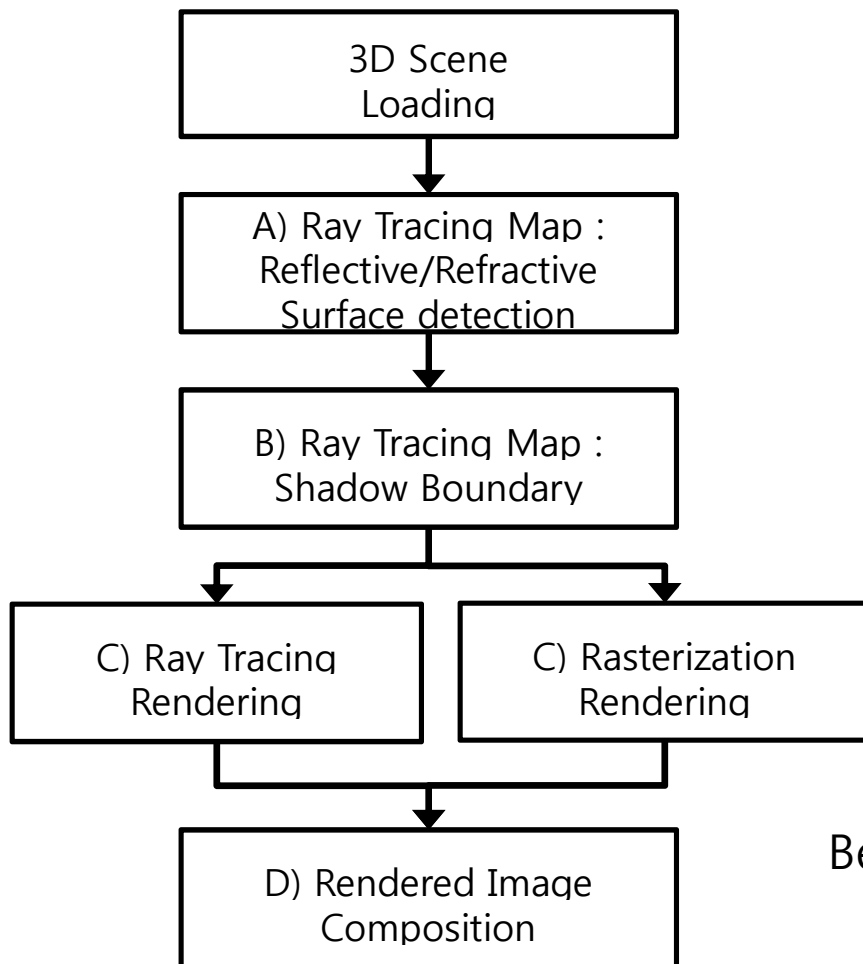 3D Scene
Loading
A) Ray Tracing Map :
Reflective/Refractive
Surface detection
B) Ray Tracing Map :
Shadow Boundary
C) Ray Tracing
Rendering
C) Rasterization
Rendering
Be
D) Rendered Image
Composition